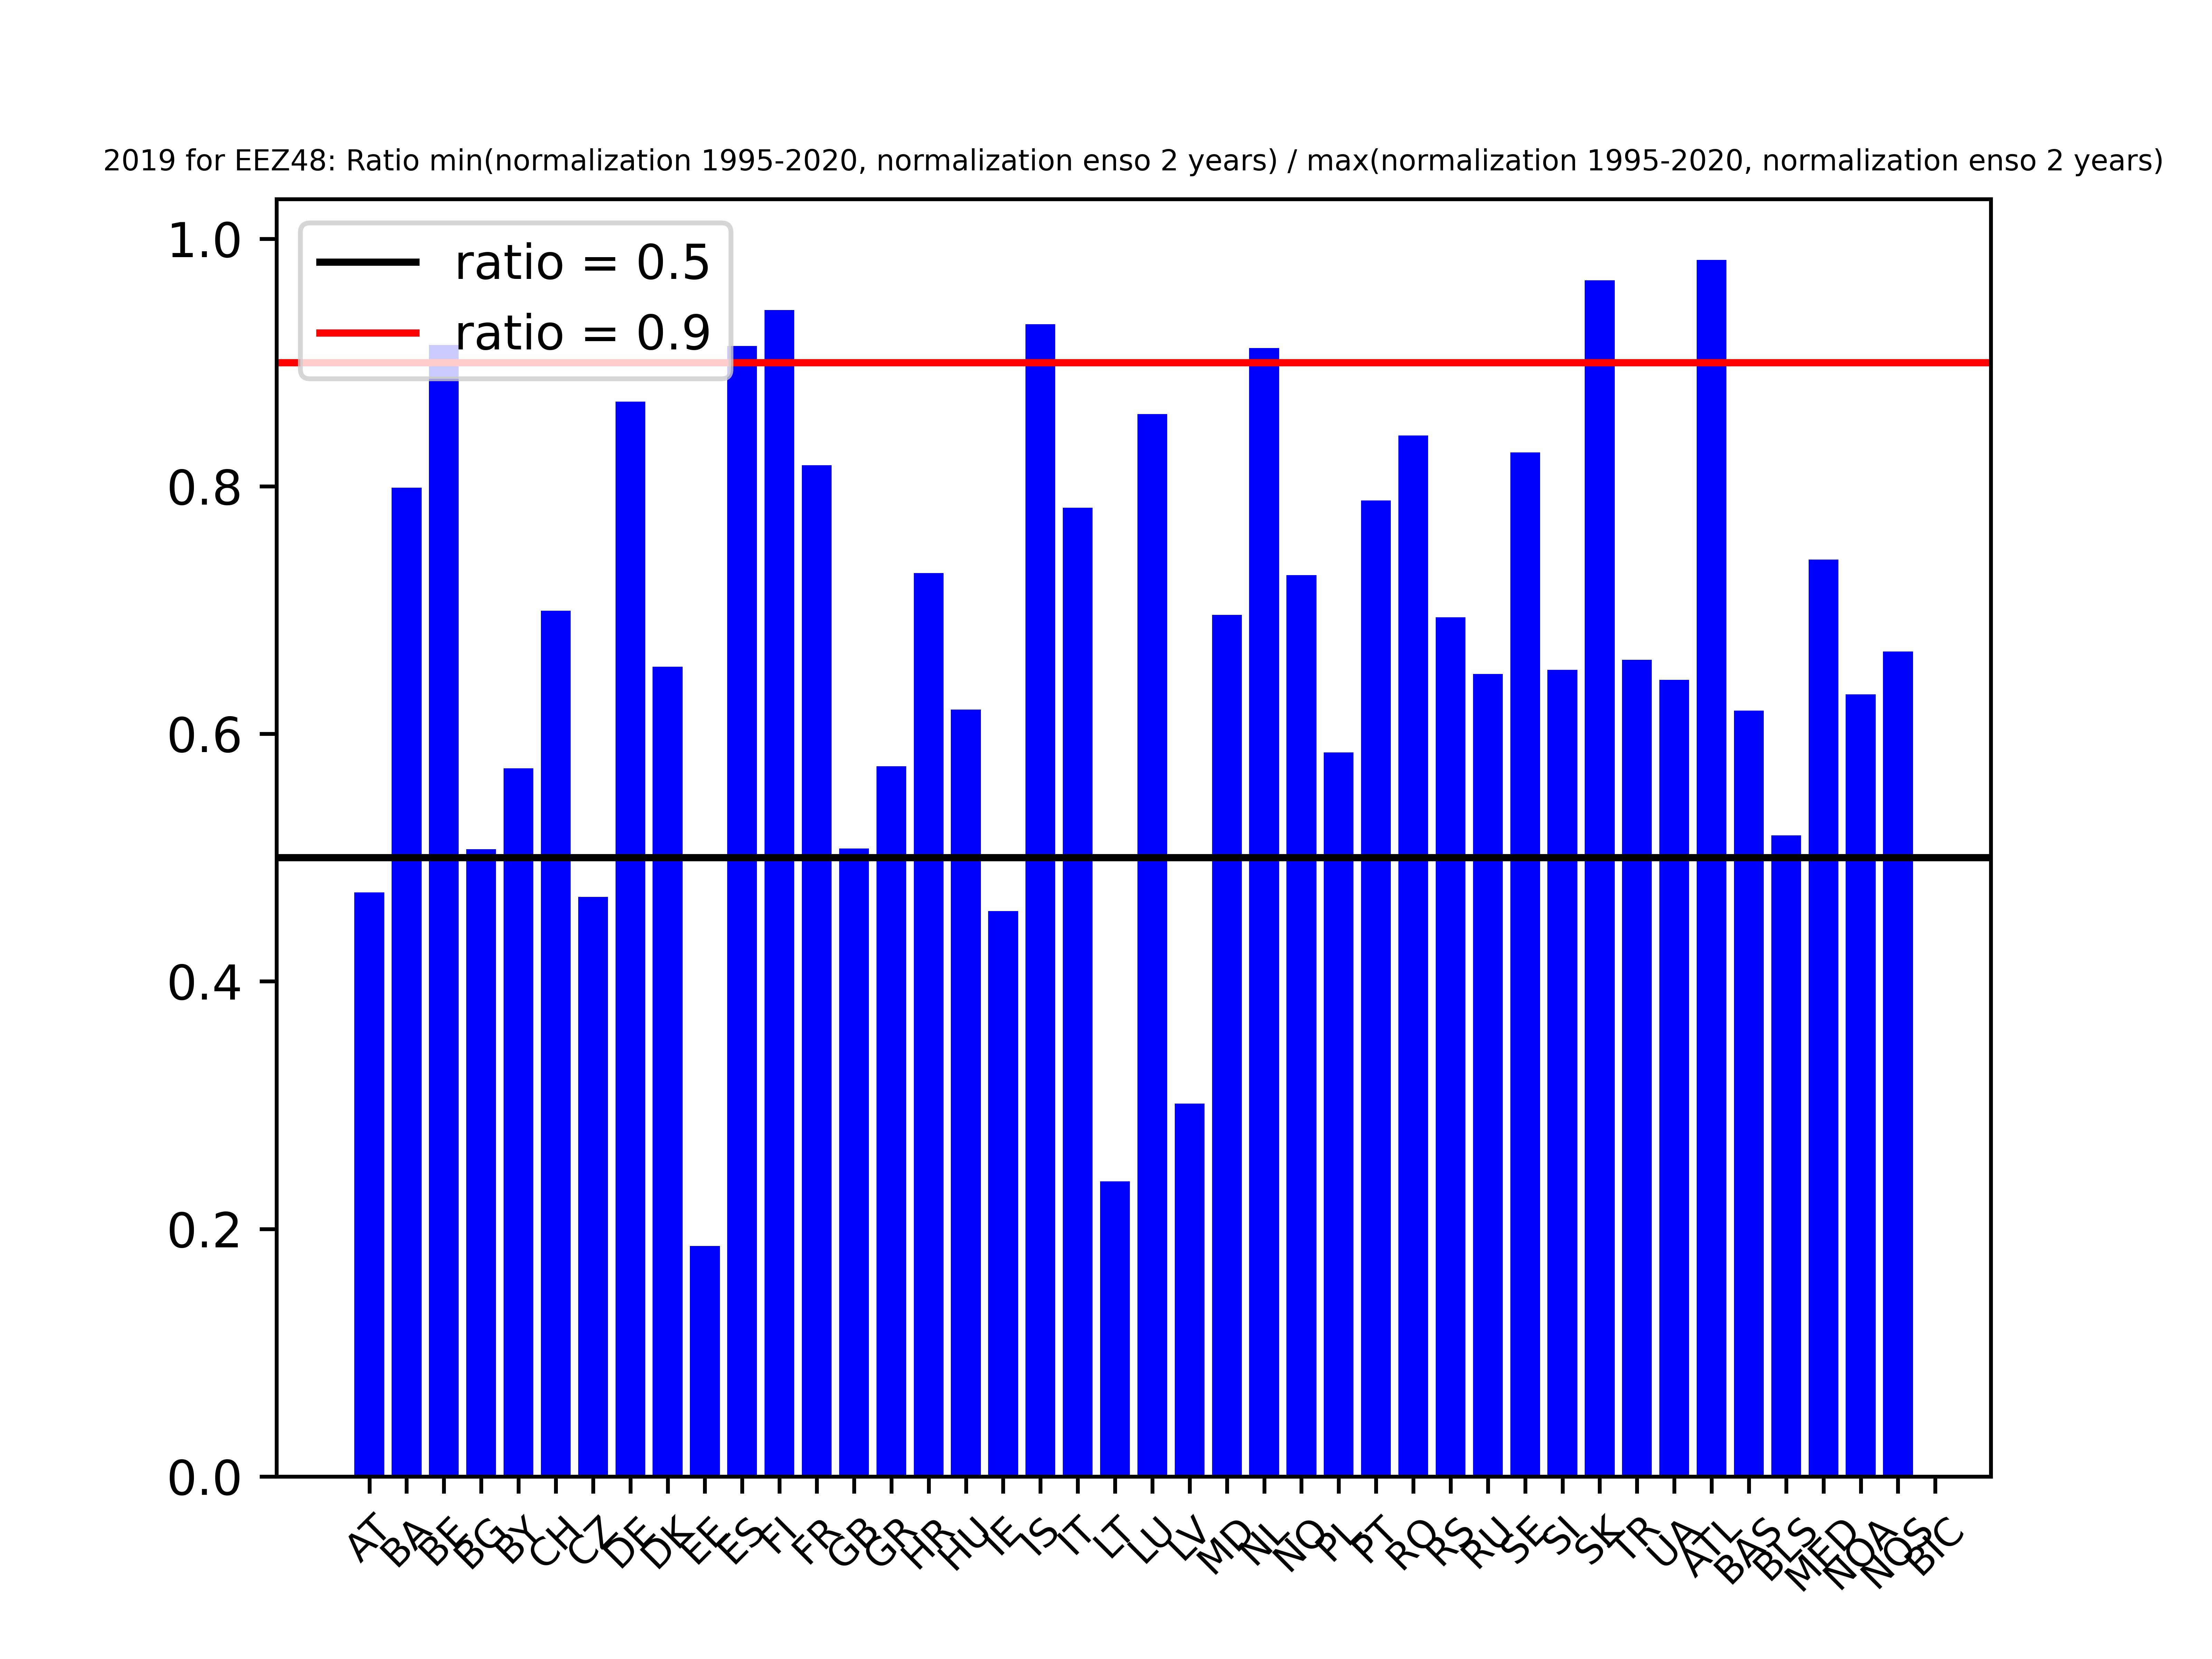 2019 for EEZ48: Ratio min(normalization 1995-2020, normalization enso 2 years) / max(normalization 1995-2020, normalization enso 2 years)
ratio = 0.5
ratio = 0.9
1.0
0.8
0.6
0.4
0.2
0.0
AT BA BE BG BY CH CZ DE DK EE ES FI FR GB GR HR HU IE IS IT LT LU LV MD NL NO PL PT RO RS RU SE SI SK TR UA ATL BAS BLS MED NOA NOS BIC